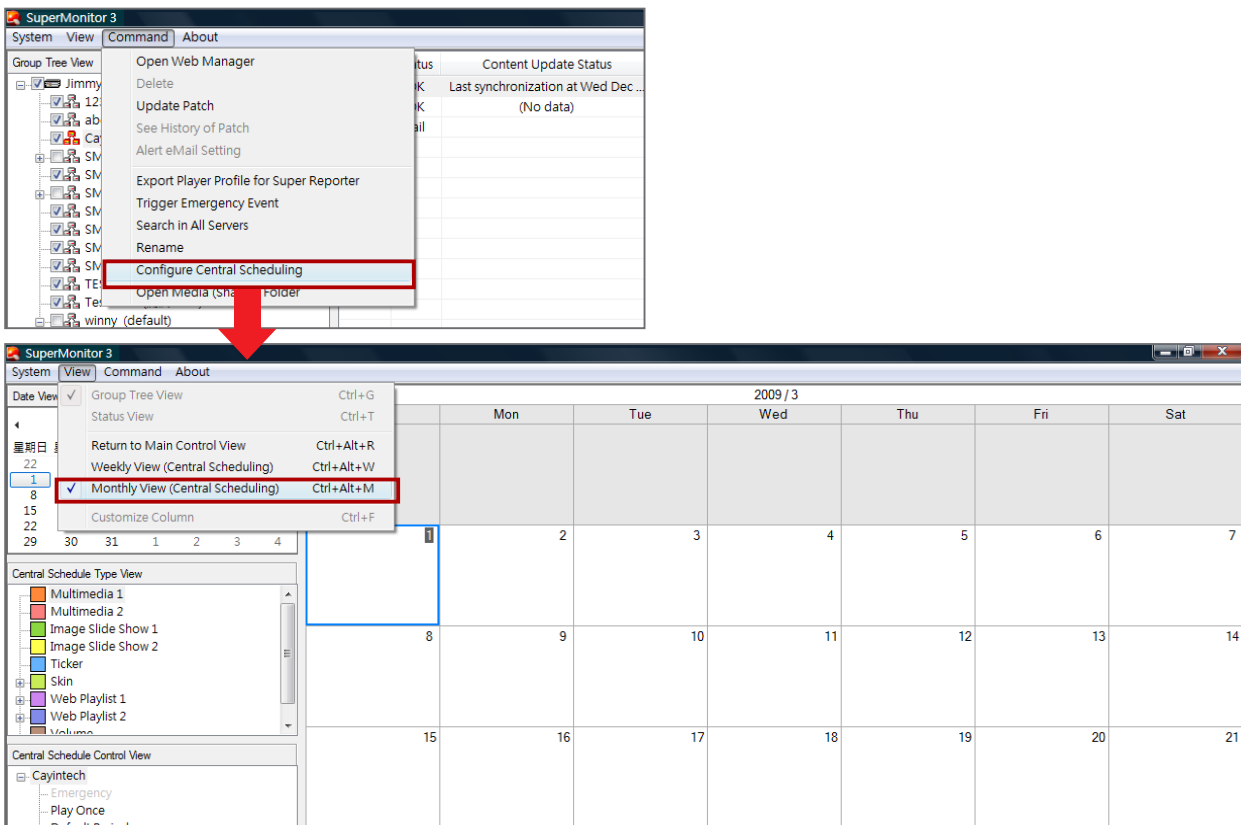 SuperMonitor 3
System View Command About
Group Tree View
Open Web Manager
Delete
Update Patch
See History of Patch
Alert eMail Setting
Export Player Profile for Super Reporter
Trigger Emergency Event
Search in All Servers
Rename
Configure Central Scheduling
Open Media Folder
Content Update Status
Last synchronization at Wed Dec ...
(No data)
Jimmy
winny (default)
SuperMonitor 3
System View Command About
Date View
Group Tree View Ctrl+G
Status View Ctrl+T
Return to Main Control View Ctrl+Alt+R
Weekly View (Central Scheduling) Ctrl+Alt+W
Monthly View (Central Scheduling) Ctrl+Alt+M
Customize Column Ctrl+F
2009 / 3
Mon Tue Wed Thu Fri Sat
星期日
22
1
8
15
22
29 30 31 1 2 3 4
1 2 3 4 5 6 7
8 9 10 11 12 13 14
15 16 17 18 19 20 21
Central Schedule Type View
Multimedia 1
Multimedia 2
Image Slide Show 1
Image Slide Show 2
Ticker
Skin
Web Playlist 1
Web Playlist 2
Volume
Central Schedule Control View
Cayintech
Emergency
Play Once